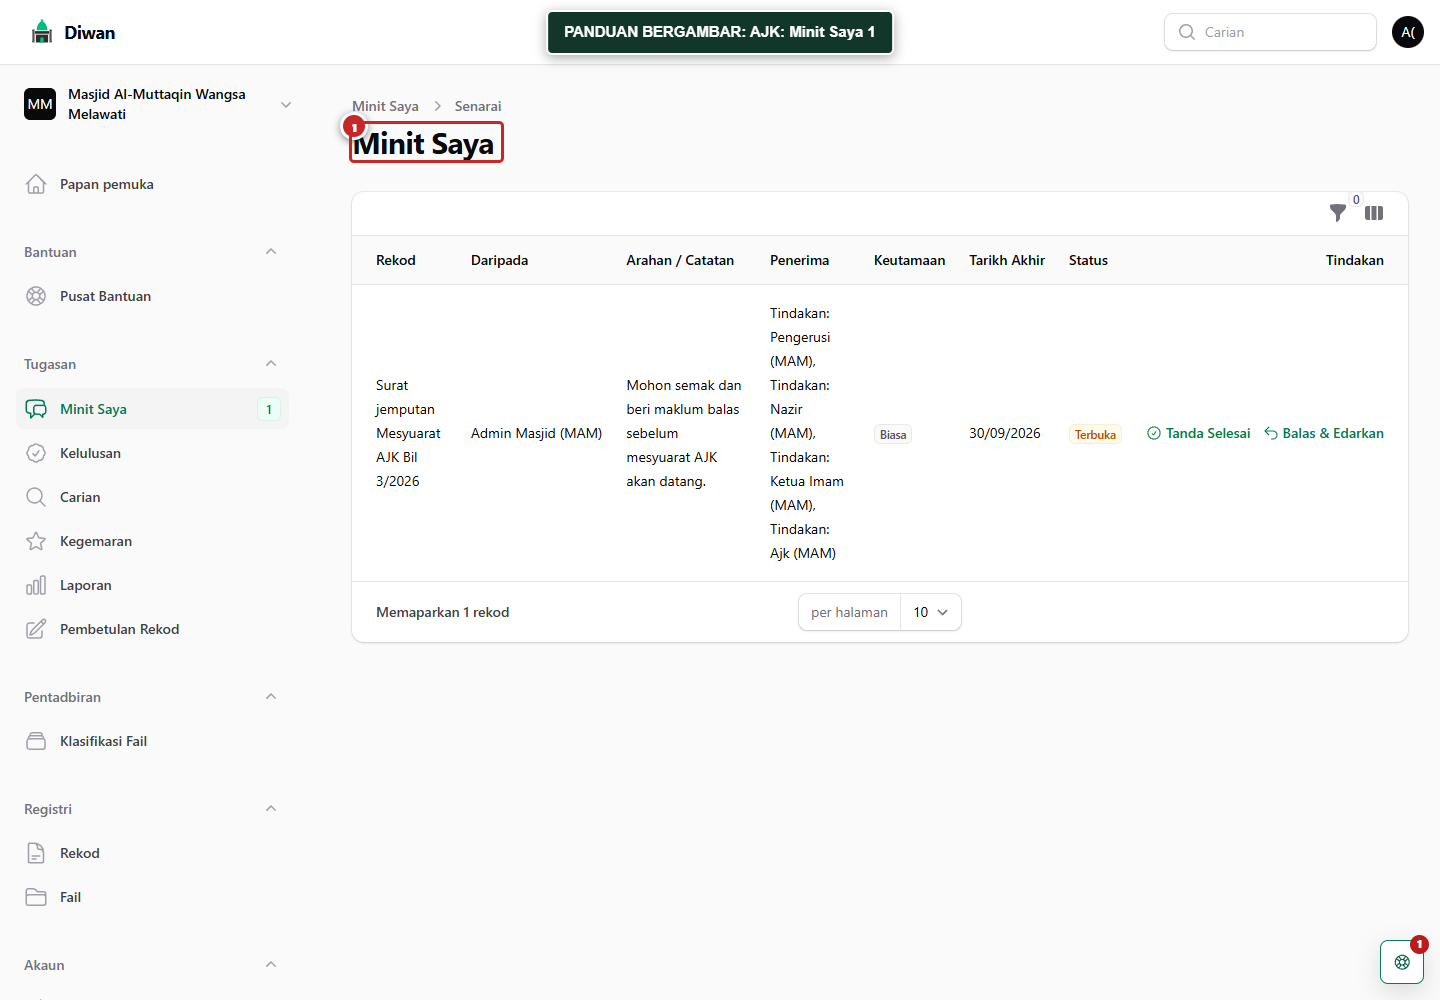 Diwan
PANDUAN BERGAMBAR: AJK: Minit Saya 1
Carian
A(
MM
Masjid Al-Muttaqin Wangsa
Melawati
Papan pemuka
Bantuan
Pusat Bantuan
Tugasan
Minit Saya
1
Kelulusan
Carian
Kegemaran
Laporan
Pembetulan Rekod
Pentadbiran
Klasifikasi Fail
Registri
Rekod
Fail
Akaun
Minit Saya
Senarai
1
Minit Saya
0
Rekod
Daripada
Arahan / Catatan
Penerima
Keutamaan
Tarikh Akhir
Status
Tindakan
Surat
jemputan
Mesyuarat
AJK Bil
3/2026
Admin Masjid (MAM)
Mohon semak dan
beri maklum balas
sebelum
mesyuarat AJK
akan datang.
Tindakan:
Pengerusi
(MAM),
Tindakan:
Nazir
(MAM),
Tindakan:
Ketua Imam
(MAM),
Tindakan:
Ajk (MAM)
Biasa
30/09/2026
Terbuka
Tanda Selesai
Balas & Edarkan
Memaparkan 1 rekod
per halaman
10
1